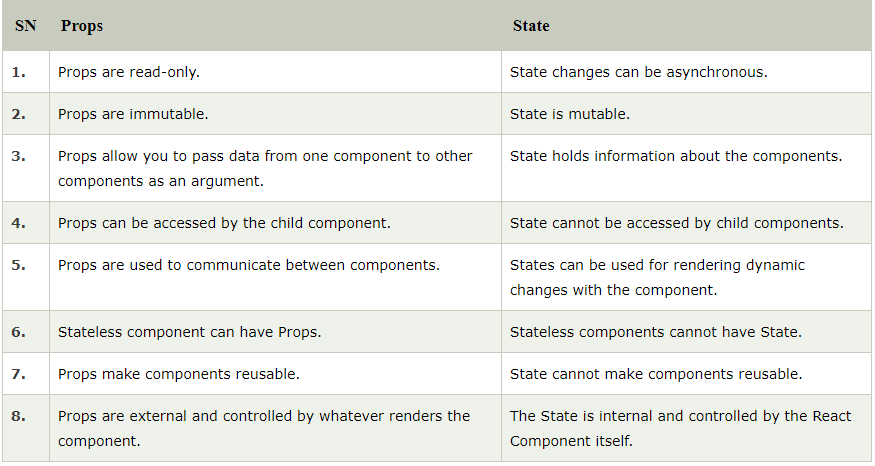 SN Props State
1. Props are read-only. State changes can be asynchronous.
2. Props are immutable. State is mutable.
3. Props allow you to pass data from one component to other State holds information about the components.
components as an argument.
4. Props can be accessed by the child component. State cannot be accessed by child components.
5. Props are used to communicate between components. States can be used for rendering dynamic
changes with the component.
6. Stateless component can have Props. Stateless components cannot have State.
7. Props make components reusable. State cannot make components reusable.
8. Props are external and controlled by whatever renders the The State is internal and controlled by the React
component. Component itself.